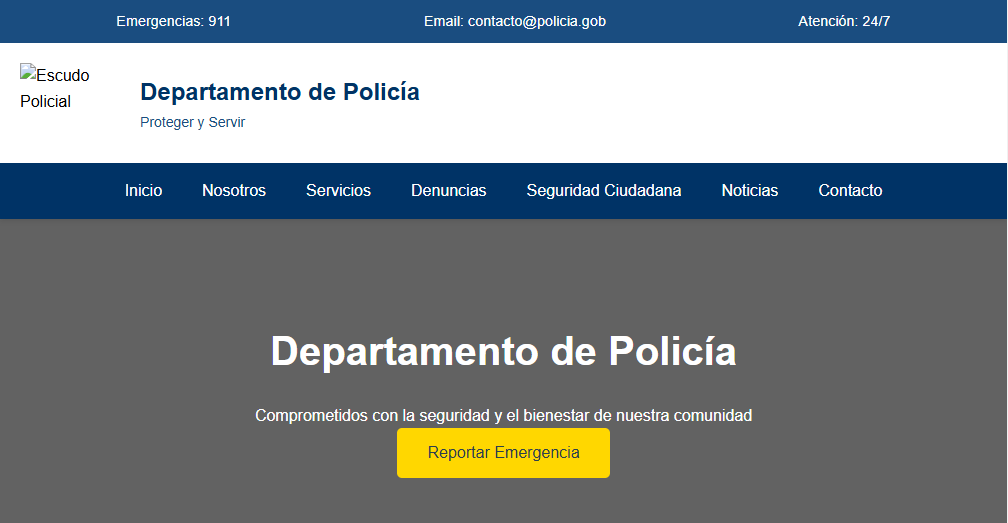 Emergencias: 911 Email: contacto@policia.gob Atención: 24/7
Escudo
Policial
Departamento de Policía
Proteger y Servir
Inicio Nosotros Servicios Denuncias Seguridad Ciudadana Noticias Contacto
Departamento de Policía
Comprometidos con la seguridad y el bienestar de nuestra comunidad
Reportar Emergencia